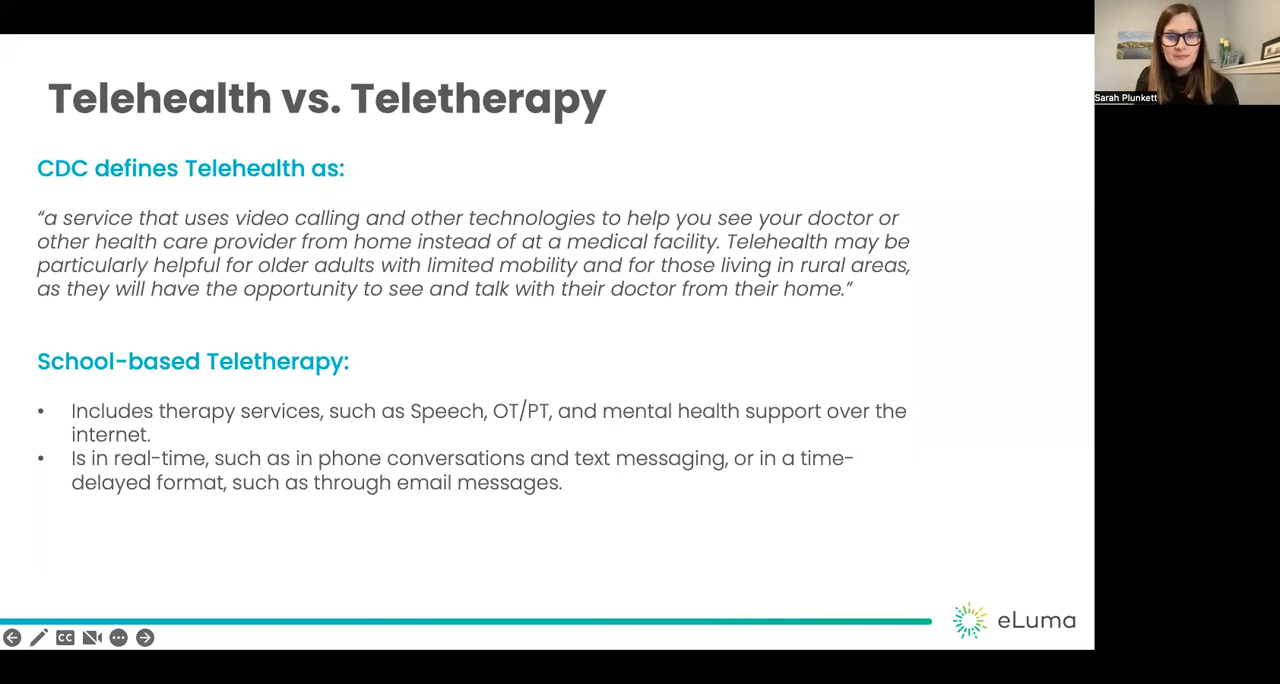 Telehealth vs. Teletherapy
CDC defines Telehealth as:
“a service that uses video calling and other technologies to help you see your doctor or
other health care provider from home instead of at a medical facility. Telehealth may be
particularly helpful for older adults with limited mobility and for those living in rural areas,
as they will have the opportunity to see and talk with their doctor from their home.”
School-based Teletherapy:
• Includes therapy services, such as Speech, OT/PT, and mental health support over the
internet.
• Is in real-time, such as in phone conversations and text messaging, or in a time-
delayed format, such as through email messages.
eLuma
CC
Sarah Plunkett